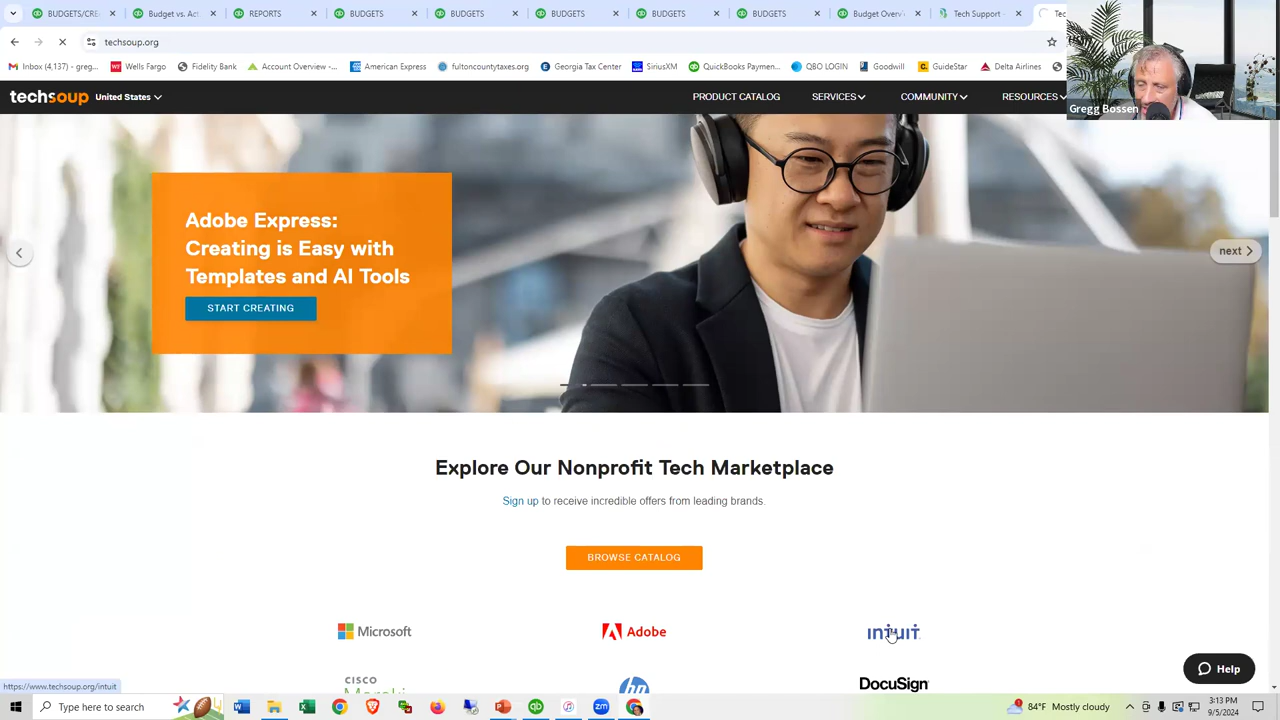 BUDGETS/CRE
Budget vs. Act
REPORTS
BUDGETS
BUDGETS
BUDGETS
BUDGETS
BUDGETS
Budget Overv
Tech Support -
techsoup.org
Inbox (4,137) - greg...
Wells Fargo
Fidelity Bank
Account Overview -...
American Express
Fultoncountytaxes.org
Georgia Tax Center
SiriusXM
QuickBooks Paymen...
QBO LOGIN
Goodwill
GuideStar
Delta Airlines
techsoup United States
PRODUCT CATALOG
SERVICES
COMMUNITY
RESOURCES
Gregg Bossen
Adobe Express:
Creating is Easy with
Templates and AI Tools
START CREATING
next
Explore Our Nonprofit Tech Marketplace
Sign up to receive incredible offers from leading brands.
BROWSE CATALOG
Microsoft
Adobe
INTUIT
CISCO
Meraki
hp
DocuSign
Help
https://www.techsoup.org/intuit
Type here to search
84°F Mostly cloudy
3:13 PM
9/5/2024